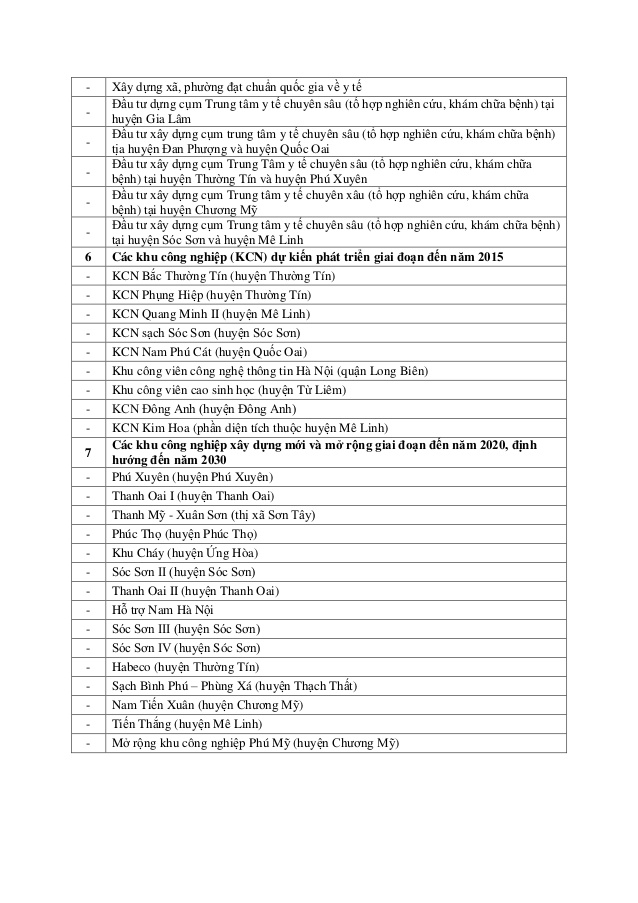 - Xây dựng xã, phường đạt chuẩn quốc gia về y tế
- Đầu tư dựng cụm Trung tâm y tế chuyên sâu (tổ hợp nghiên cứu, khám chữa bệnh) tại
huyện Gia Lâm
- Đầu tư xây dựng cụm trung tâm y tế chuyên sâu (tổ hợp nghiên cứu, khám chữa bệnh)
tịa huyện Đan Phượng và huyện Quốc Oai
- Đầu tư xây dựng cụm Trung Tâm y tế chuyên sâu (tổ hợp nghiên cứu, khám chữa
bệnh) tại huyện Thường Tín và huyện Phú Xuyên
- Đầu tư xây dựng cụm Trung tâm y tế chuyên xâu (tổ hợp nghiên cứu, khám chữa
bệnh) tại huyện Chương Mỹ
- Đầu tư xây dựng cụm Trung tâm y tế chuyên sâu (tổ hợp nghiên cứu, khám chữa bệnh)
tại huyện Sóc Sơn và huyện Mê Linh
6 Các khu công nghiệp (KCN) dự kiến phát triển giai đoạn đến năm 2015
- KCN Bắc Thường Tín (huyện Thường Tín)
- KCN Phụng Hiệp (huyện Thường Tín)
- KCN Quang Minh II (huyện Mê Linh)
- KCN sạch Sóc Sơn (huyện Sóc Sơn)
- KCN Nam Phú Cát (huyện Quốc Oai)
- Khu công viên công nghệ thông tin Hà Nội (quận Long Biên)
- Khu công viên cao sinh học (huyện Từ Liêm)
- KCN Đông Anh (huyện Đông Anh)
- KCN Kim Hoa (phần diện tích thuộc huyện Mê Linh)
7 Các khu công nghiệp xây dựng mới và mở rộng giai đoạn đến năm 2020, định
hướng đến năm 2030
- Phú Xuyên (huyện Phú Xuyên)
- Thanh Oai I (huyện Thanh Oai)
- Thanh Mỹ - Xuân Sơn (thị xã Sơn Tây)
- Phúc Thọ (huyện Phúc Thọ)
- Khu Cháy (huyện Ứng Hòa)
- Sóc Sơn II (huyện Sóc Sơn)
- Thanh Oai II (huyện Thanh Oai)
- Hỗ trợ Nam Hà Nội
- Sóc Sơn III (huyện Sóc Sơn)
- Sóc Sơn IV (huyện Sóc Sơn)
- Habeco (huyện Thường Tín)
- Sạch Bình Phú – Phùng Xá (huyện Thạch Thất)
- Nam Tiến Xuân (huyện Chương Mỹ)
- Tiến Thắng (huyện Mê Linh)
- Mở rộng khu công nghiệp Phú Mỹ (huyện Chương Mỹ)